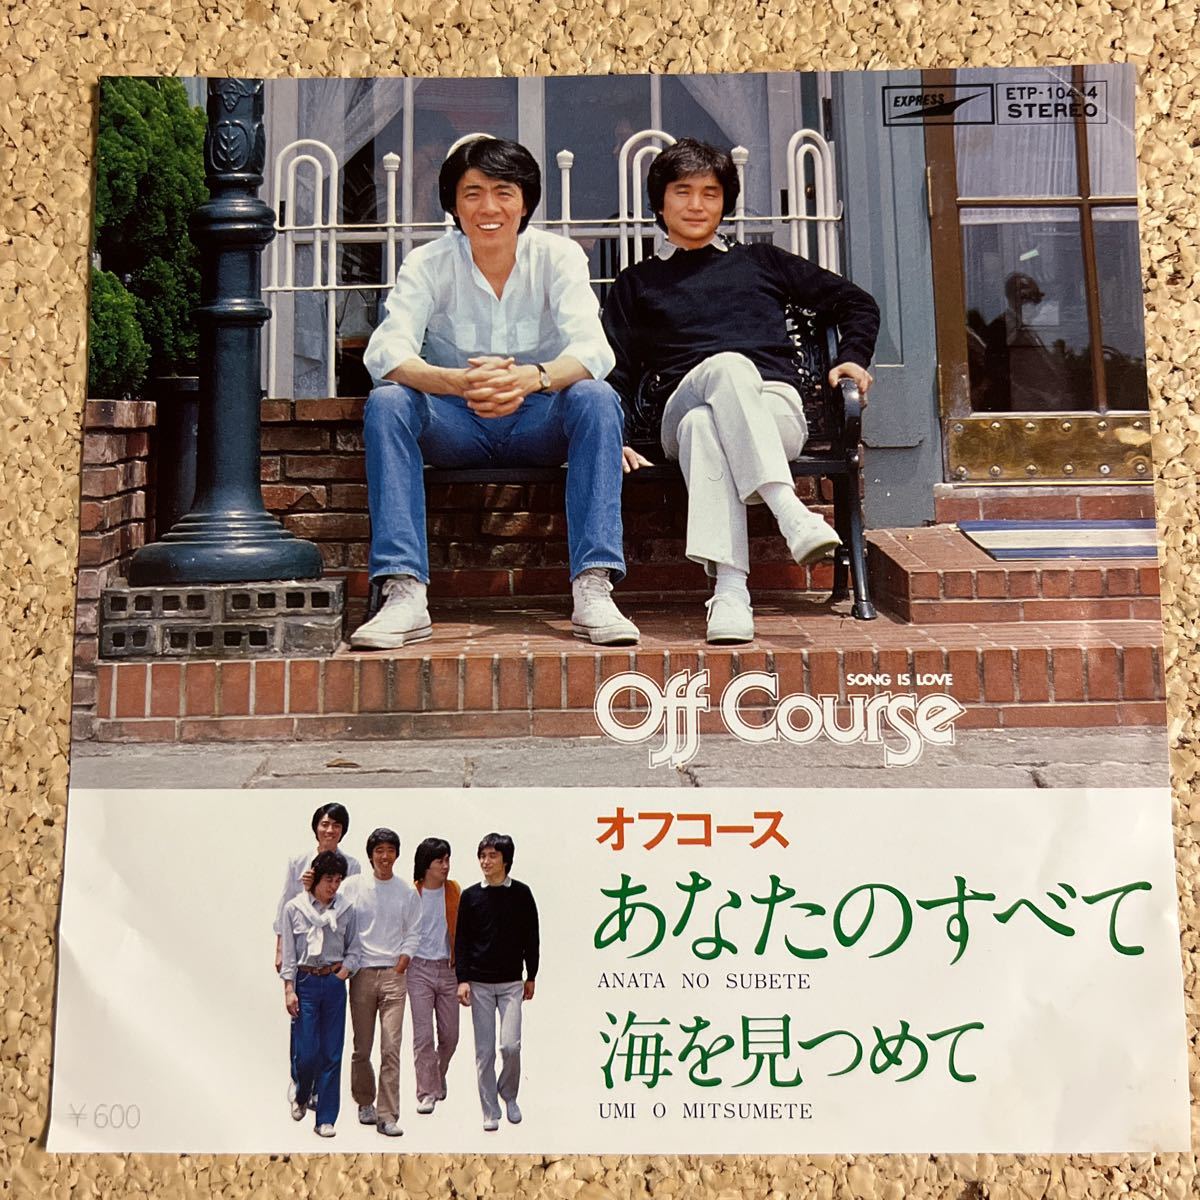 EXPRESS
ETP-10444
STEREO
SONG IS LOVE
Off Course
オフコース
あなたのすべて
ANATA NO SUBETE
海を見つめて
UMI O MITSUMETE
¥600